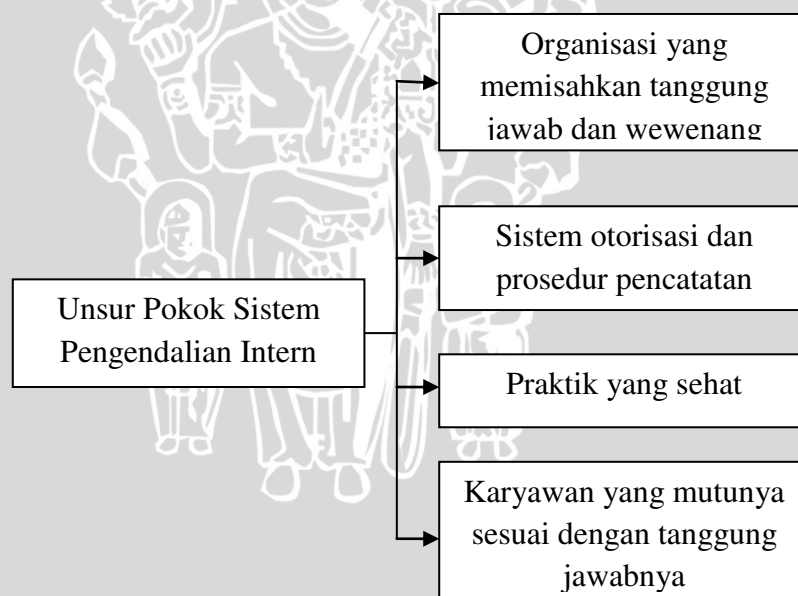 Organisasi yang
memisahkan tanggung
jawab dan wewenang
Sistem otorisasi dan
prosedur pencatatan
Unsur Pokok Sistem
Pengendalian Intern
Praktik yang sehat
Karyawan yang mutunya
sesuai dengan tanggung
jawabnya